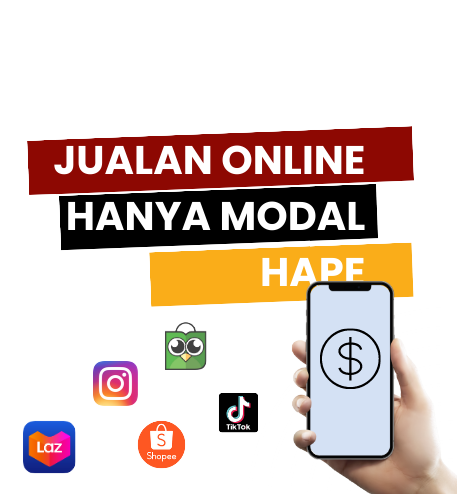 JUALAN ONLINE
HANYA MODAL
HAPE
$
TikTok
Laz
S
Shopee